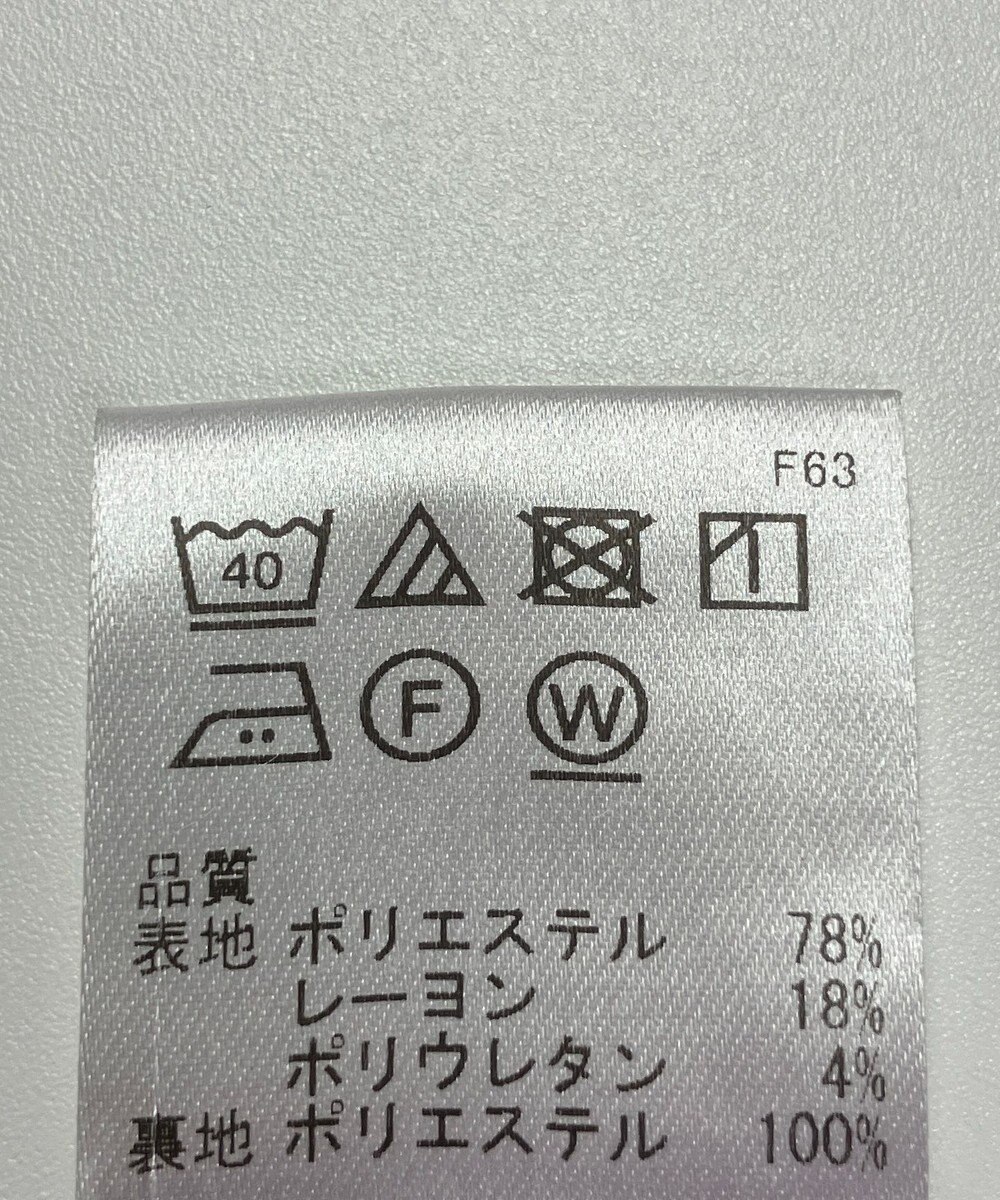 F63
40
F W
品質
表地 ポリエステル 78%
レーヨン 18%
ポリウレタン 4%
裏地 ポリエステル 100%